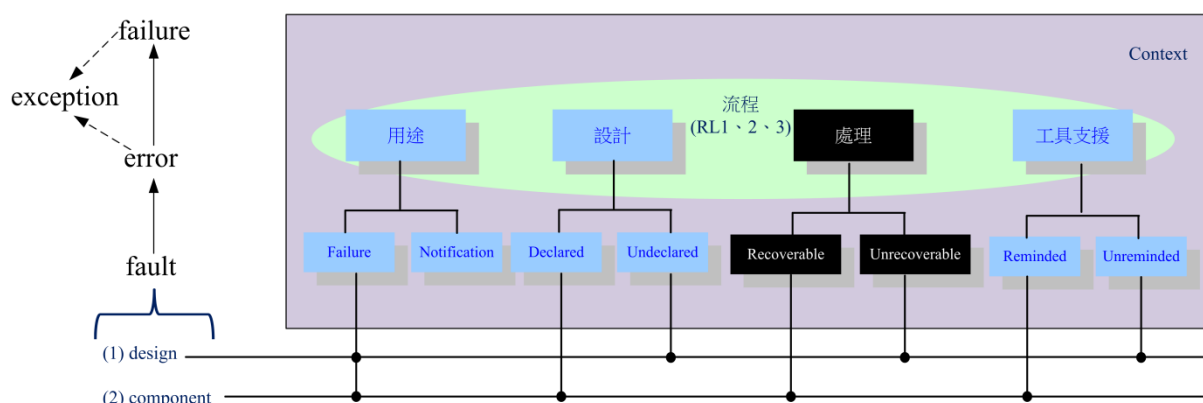 failure
exception
error
fault
(1) design
(2) component
Context
流程
(RL1、2、3)
用途
設計
處理
工具支援
Failure
Notification
Declared
Undeclared
Recoverable
Unrecoverable
Reminded
Unreminded